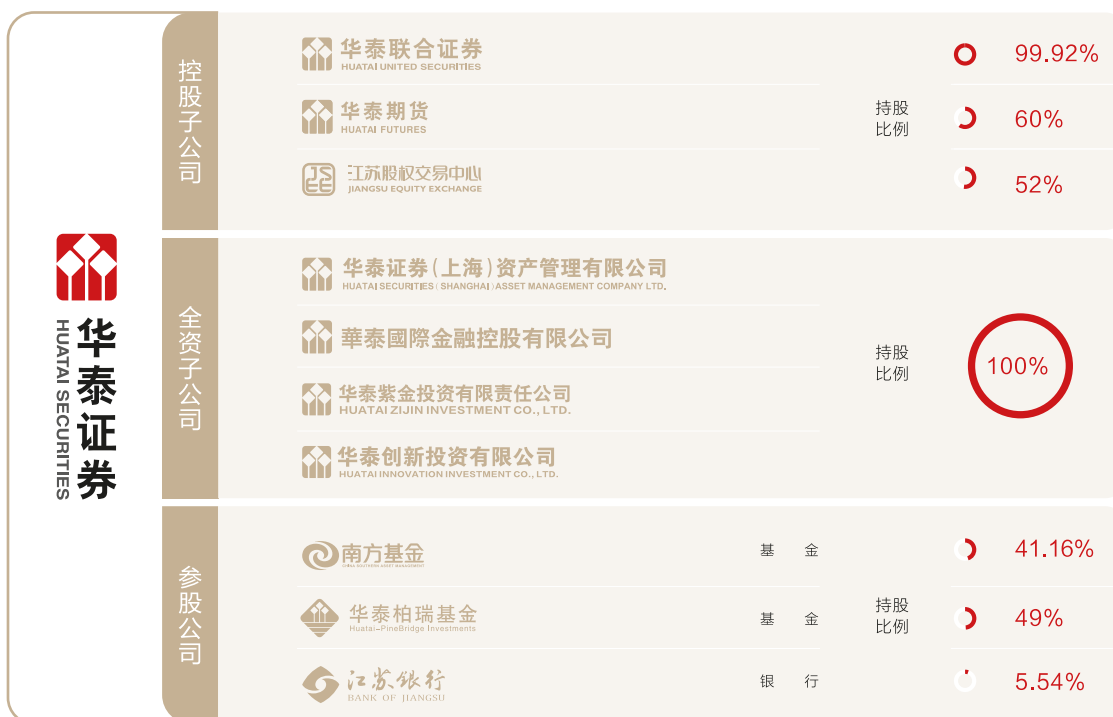 华泰证券
HUATAI SECURITIES
控股子公司
华泰联合证券
HUATAI UNITED SECURITIES
99.92%
华泰期货
HUATAI FUTURES
持股
比例
60%
JSEE
江苏股权交易中心
JIANGSU EQUITY EXCHANGE
52%
全资子公司
华泰证券(上海)资产管理有限公司
HUATAI SECURITIES (SHANGHAI) ASSET MANAGEMENT COMPANY LTD.
華泰國際金融控股有限公司
持股
比例
100%
华泰紫金投资有限责任公司
HUATAI ZIJIN INVESTMENT CO., LTD.
华泰创新投资有限公司
HUATAI INNOVATION INVESTMENT CO., LTD.
参股公司
南方基金
CHINA SOUTHERN ASSET MANAGEMENT
基 金
41.16%
华泰柏瑞基金
Huatai-PineBridge Investments
基 金
持股
比例
49%
江苏银行
BANK OF JIANGSU
银 行
5.54%